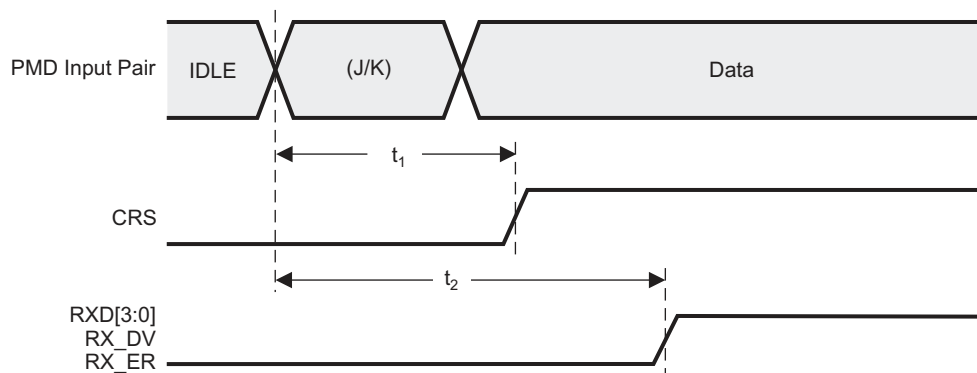 PMD Input Pair
IDLE
(J/K)
Data
t₁
CRS
t₂
RXD[3:0]
RX_DV
RX_ER